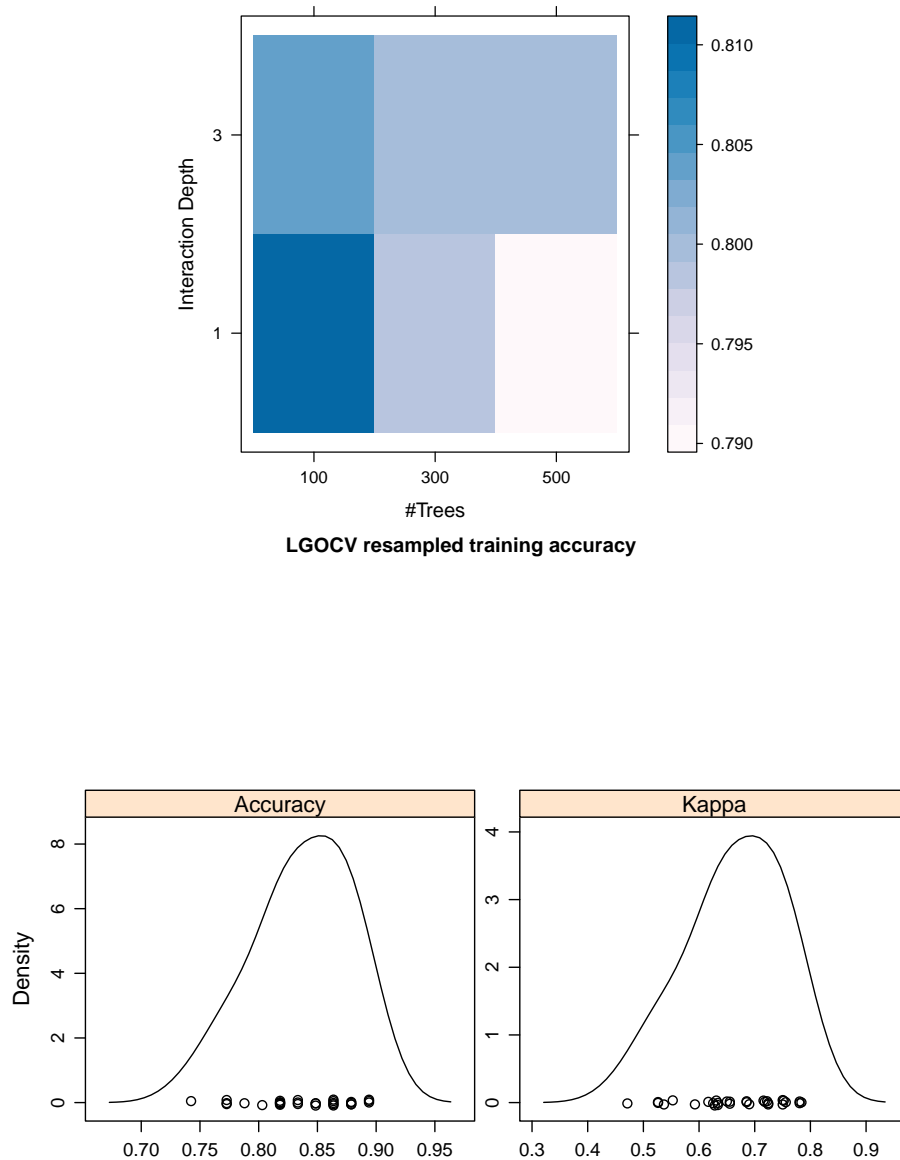 0.810
0.805
0.800
0.795
0.790
3
1
Interaction Depth
100 300 500
#Trees
LGOCV resampled training accuracy
Accuracy
Kappa
Density
8
6
4
2
0
4
3
2
1
0
0.70 0.75 0.80 0.85 0.90 0.95
0.3 0.4 0.5 0.6 0.7 0.8 0.9